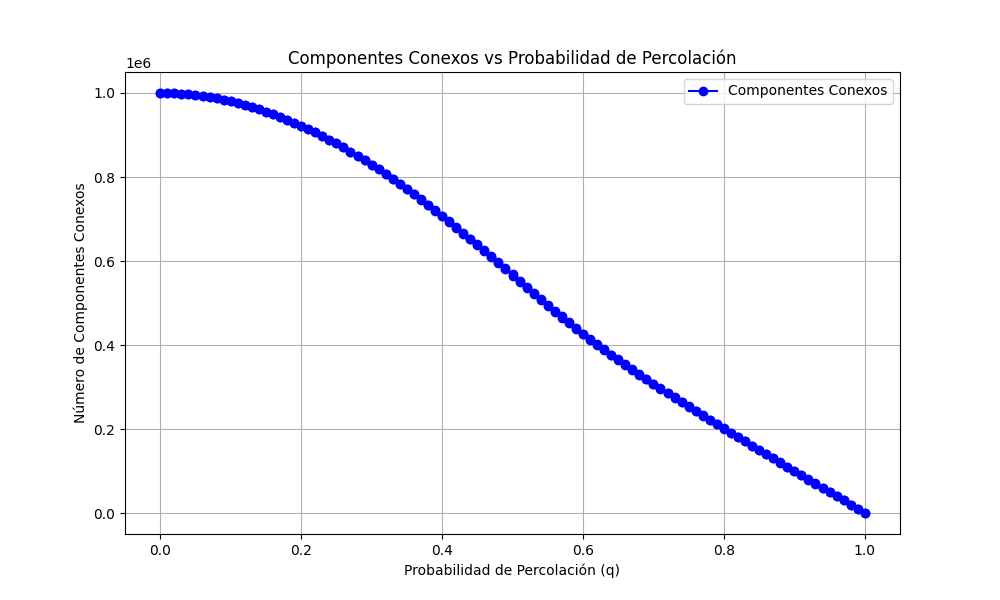 Componentes Conexos vs Probabilidad de Percolación
1e6
Componentes Conexos
1.0
0.8
0.6
0.4
0.2
0.0
Número de Componentes Conexos
0.0 0.2 0.4 0.6 0.8 1.0
Probabilidad de Percolación (q)